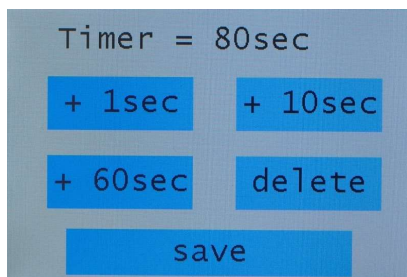 Timer = 80sec
+ 1sec + 10sec
+ 60sec delete
save